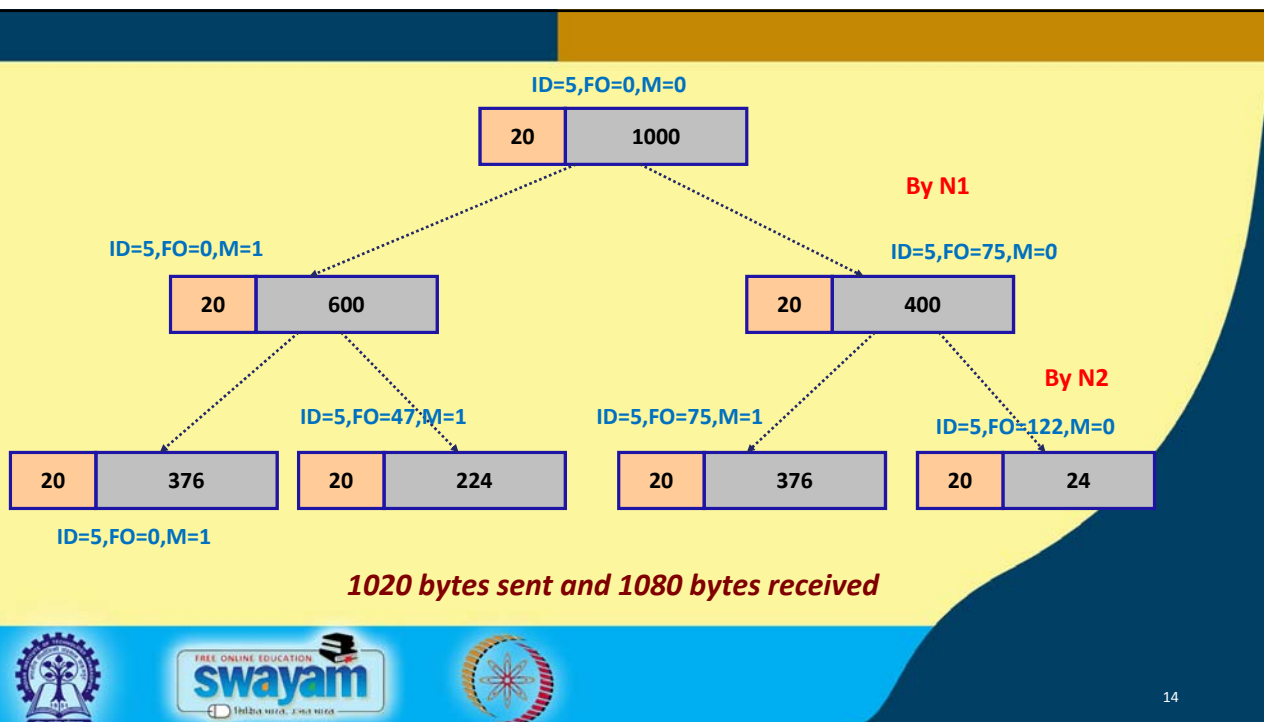 ID=5,FO=0,M=0
20 1000
By N1
ID=5,FO=0,M=1
ID=5,FO=75,M=0
20 600
20 400
By N2
ID=5,FO=47,M=1
ID=5,FO=75,M=1
ID=5,FO=122,M=0
20 376
20 224
20 376
20 24
ID=5,FO=0,M=1
1020 bytes sent and 1080 bytes received
FREE ONLINE EDUCATION
swayam
14